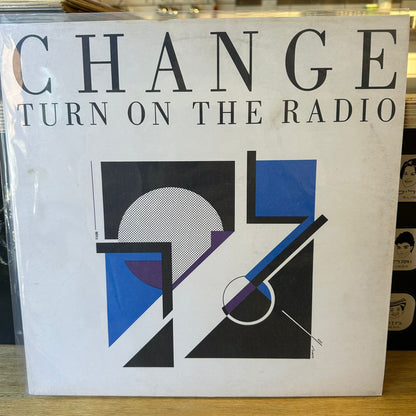 CHANGE
TURN ON THE RADIO